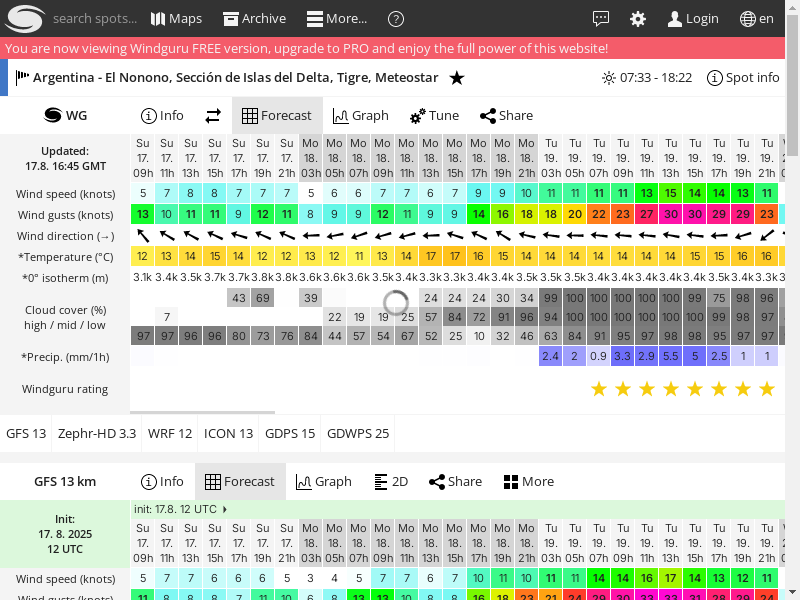 search spots... Maps Archive More... ? Login en
You are now viewing Windguru FREE version, upgrade to PRO and enjoy the full power of this website!
Argentina - El Nonono, Sección de Islas del Delta, Tigre, Meteostar ★ 07:33 - 18:22 Spot info
WG Info Forecast Graph Tune Share
Updated:
17.8. 16:45 GMT
Su Su Su Su Su Su Su Mo Mo Mo Mo Mo Mo Mo Mo Mo Mo Tu Tu Tu Tu Tu Tu Tu Tu Tu Tu
17. 17. 17. 17. 17. 17. 17. 18. 18. 18. 18. 18. 18. 18. 18. 18. 18. 19. 19. 19. 19. 19. 19. 19. 19. 19. 19.
09h 11h 13h 15h 17h 19h 21h 03h 05h 07h 09h 11h 13h 15h 17h 19h 21h 03h 05h 07h 09h 11h 13h 15h 17h 19h 21h
Wind speed (knots) 5 7 8 8 7 7 7 5 6 6 7 7 6 7 9 9 10 11 11 11 11 13 15 14 14 13 11
Wind gusts (knots) 13 10 11 11 9 12 11 8 9 9 12 11 9 9 14 16 18 18 20 22 23 27 30 30 29 29 23
Wind direction (→)
*Temperature (°C) 12 13 14 15 14 12 12 13 12 11 13 14 17 17 16 15 14 14 14 14 14 14 14 15 15 16 16
*0° isotherm (m) 3.1k 3.4k 3.5k 3.7k 3.7k 3.8k 3.8k 3.6k 3.6k 3.6k 3.5k 3.4k 3.3k 3.3k 3.4k 3.4k 3.4k 3.5k 3.5k 3.4k 3.4k 3.4k 3.4k 3.4k 3.5k 3.4k 3.3k
Cloud cover (%)
high / mid / low
43 69 39 24 24 24 30 34 99 100 100 100 100 100 99 75 98 96
7 22 19 19 25 57 84 72 91 96 94 100 100 100 100 100 99 99 98 97
97 97 96 96 80 73 76 84 44 57 54 67 52 25 10 32 46 63 84 91 95 97 98 98 95 97 97
*Precip. (mm/1h) 2.4 2 0.9 3.3 2.9 5.5 5 2.5 1 1
Windguru rating ★ ★ ★ ★ ★ ★ ★ ★
GFS 13 Zephr-HD 3.3 WRF 12 ICON 13 GDPS 15 GDWPS 25
GFS 13 km Info Forecast Graph 2D Share More
init: 17.8. 12 UTC
Init:
17. 8. 2025
12 UTC
Su Su Su Su Su Su Su Mo Mo Mo Mo Mo Mo Mo Mo Mo Mo Tu Tu Tu Tu Tu Tu Tu Tu Tu Tu
17. 17. 17. 17. 17. 17. 17. 18. 18. 18. 18. 18. 18. 18. 18. 18. 18. 19. 19. 19. 19. 19. 19. 19. 19. 19. 19.
09h 11h 13h 15h 17h 19h 21h 03h 05h 07h 09h 11h 13h 15h 17h 19h 21h 03h 05h 07h 09h 11h 13h 15h 17h 19h 21h
Wind speed (knots) 5 7 7 6 6 6 5 3 4 5 7 7 6 7 10 11 10 11 11 14 14 16 17 14 13 12 11
Wind gusts (knots)